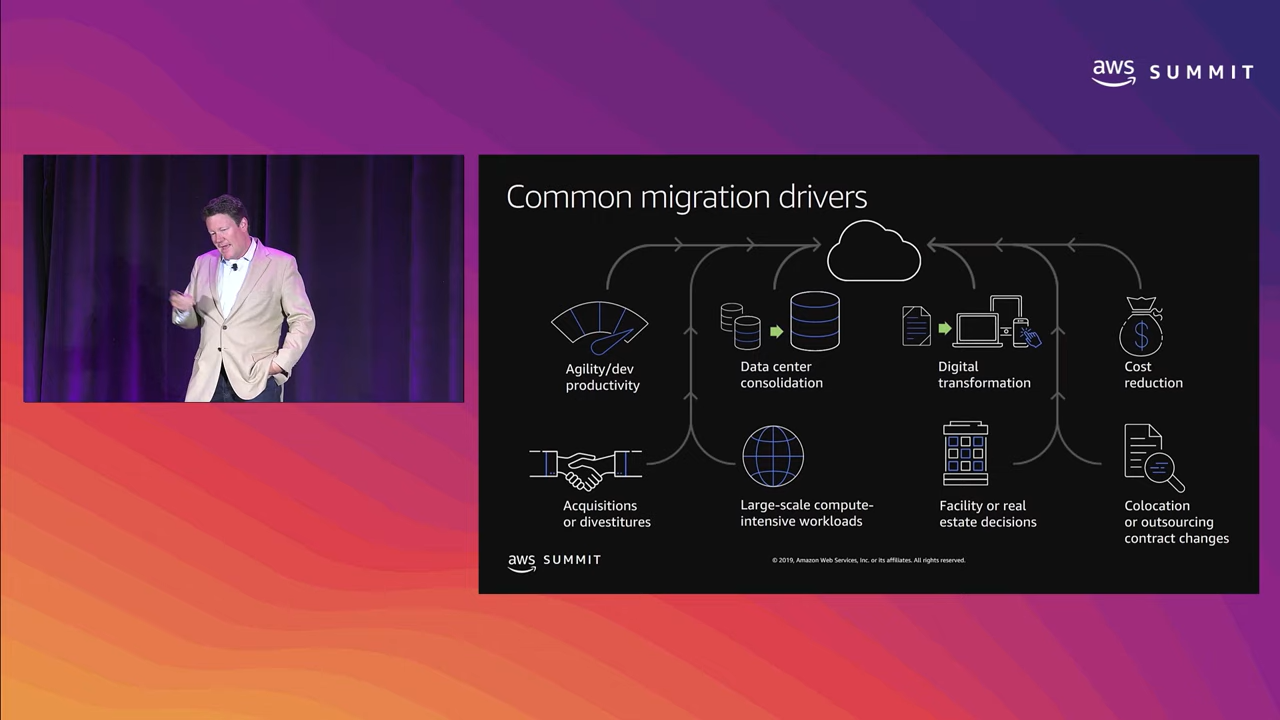 aws SUMMIT
Common migration drivers
Agility/dev
productivity
Data center
consolidation
Digital
transformation
Cost
reduction
$
Acquisitions
or divestitures
Large-scale compute-
intensive workloads
Facility or real
estate decisions
Colocation
or outsourcing
contract changes
aws SUMMIT
© 2019, Amazon Web Services, Inc. or its affiliates. All rights reserved.